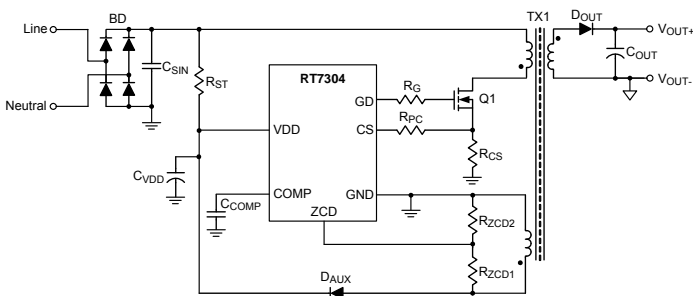 TX1
BD
DOUT
Line
VOUT+
CSIN
COUT
RST
RT7304
VOUT-
Neutral
GD
RG
Q1
VDD
CS
RPC
RCS
CVDD
COMP
GND
CCOMP
ZCD
RZCD2
RZCD1
DAUX